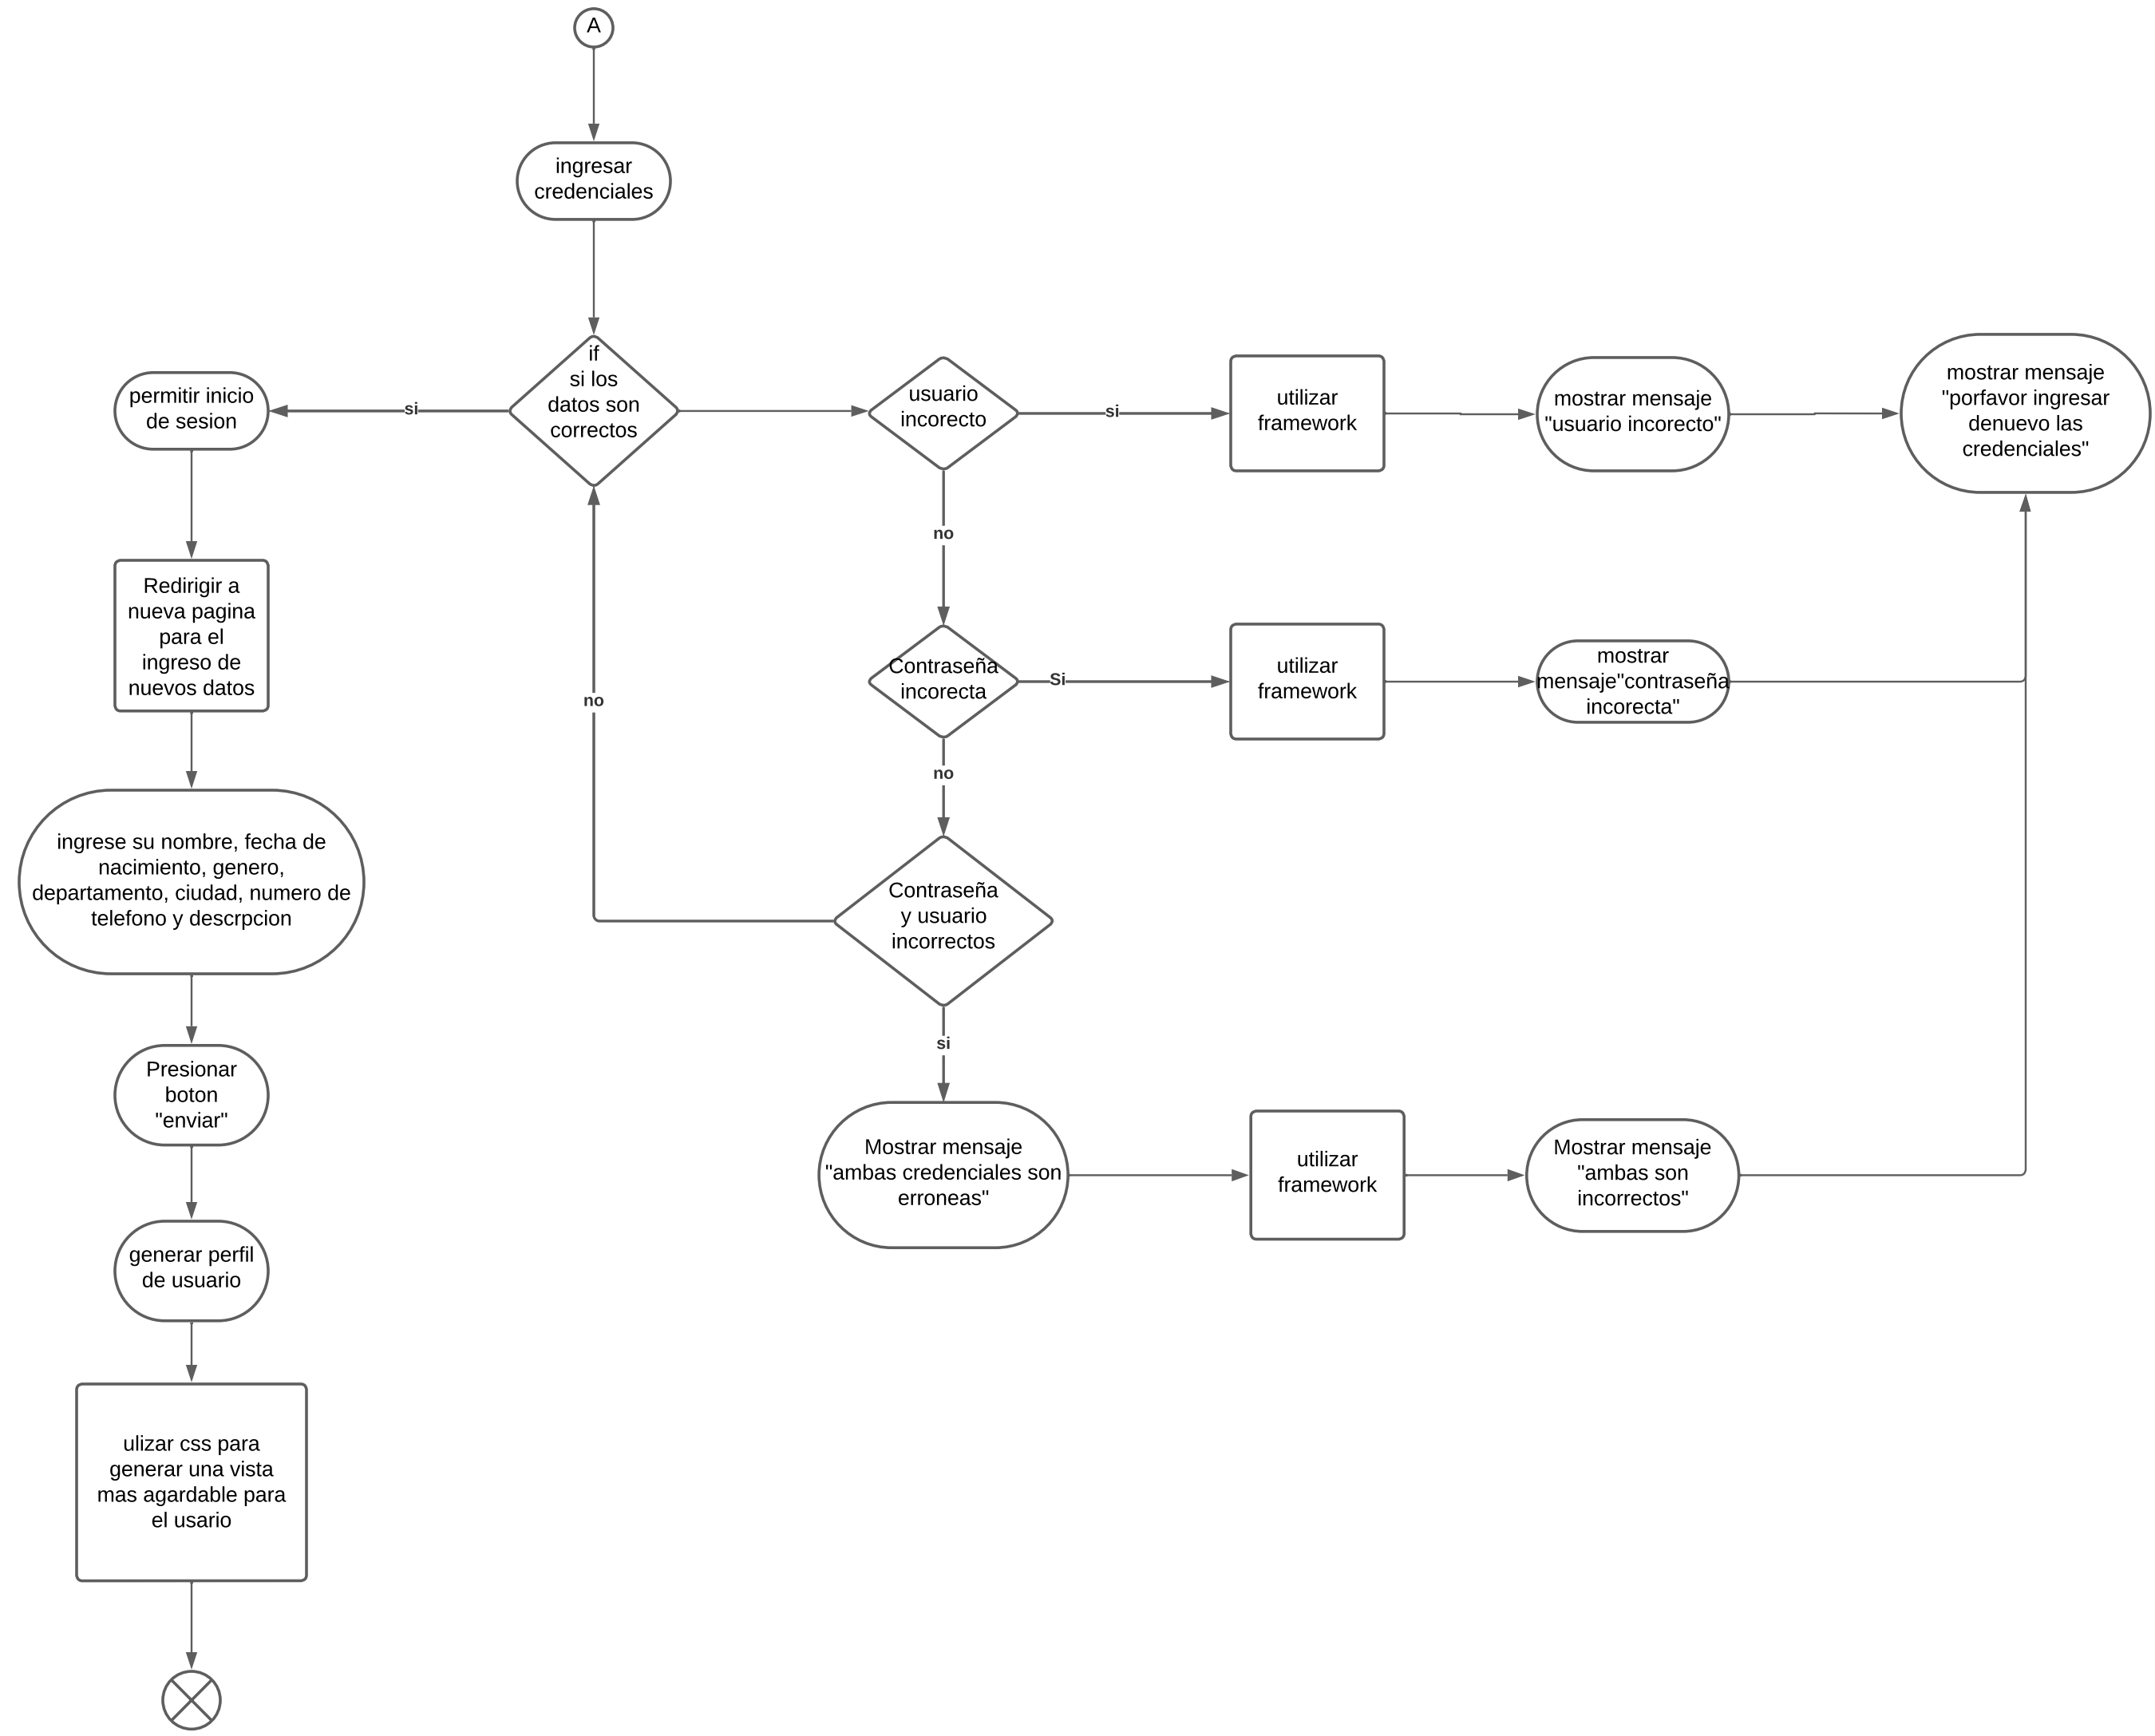 A
ingresar
credenciales
if
si los
datos son
correctos
si
permitir inicio
de sesion
usuario
incorecto
si
utilizar
framework
mostrar mensaje
"usuario incorecto"
mostrar mensaje
"porfavor ingresar
denuevo las
credenciales"
no
Redirigir a
nueva pagina
para el
ingreso de
nuevos datos
no
Contraseña
incorecta
Si
utilizar
framework
mostrar
mensaje"contraseña
incorecta"
no
ingrese su nombre, fecha de
nacimiento, genero,
departamento, ciudad, numero de
telefono y descrpcion
Contraseña
y usuario
incorrectos
si
Presionar
boton
"enviar"
Mostrar mensaje
"ambas credenciales son
erroneas"
utilizar
framework
Mostrar mensaje
"ambas son
incorrectos"
generar perfil
de usuario
ulizar css para
generar una vista
mas agardable para
el usario